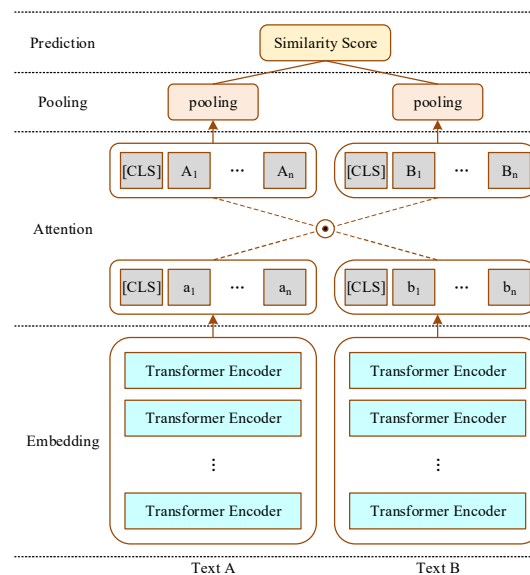 Prediction
Similarity Score
Pooling
pooling pooling
[CLS] A1 ... An [CLS] B1 ... Bn
Attention
[CLS] a1 ... an [CLS] b1 ... bn
Transformer Encoder Transformer Encoder
Transformer Encoder Transformer Encoder
Embedding
Transformer Encoder Transformer Encoder
Text A Text B